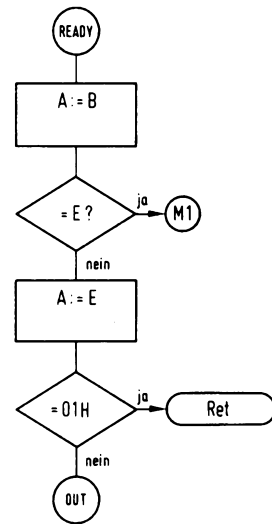 READY
A:=B
=E?
ja
M1
nein
A:=E
=01H
ja
Ret
nein
OUT